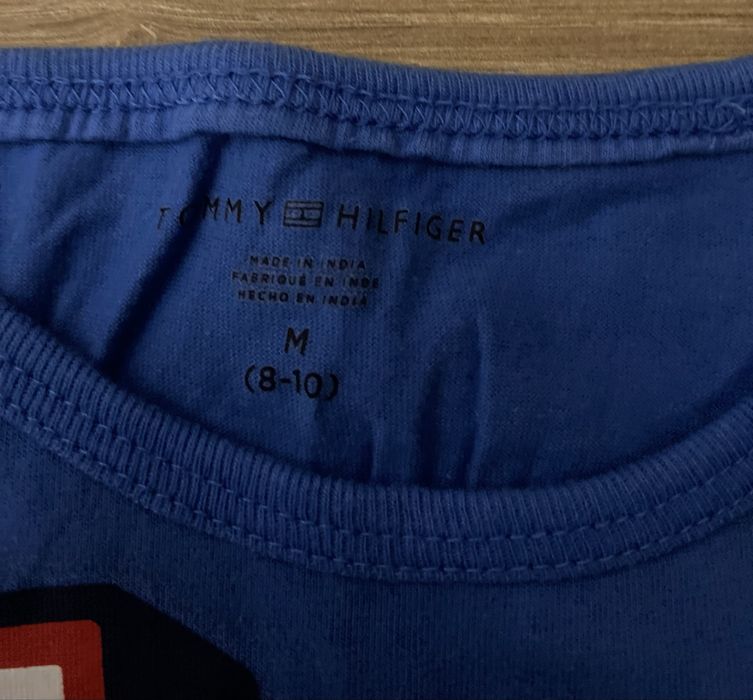 TOMMY HILFIGER
MADE IN INDIA
FABRIQUÉ EN INDE
HECHO EN INDIA
M
(8-10)